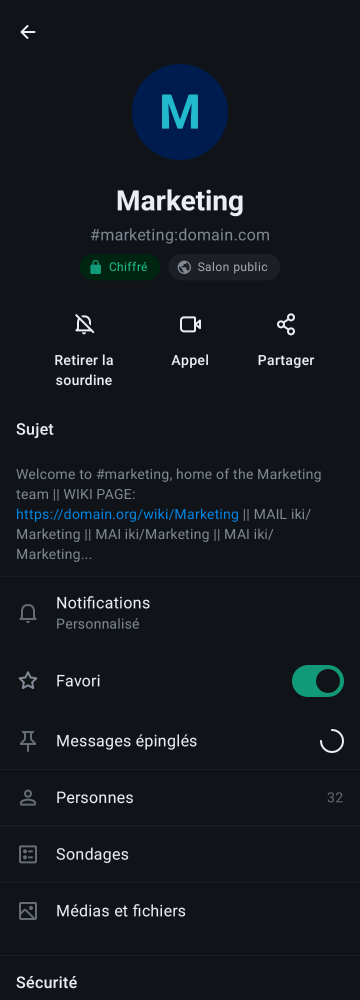 M
Marketing
#marketing:domain.com
Chiffré
Salon public
Retirer la
sourdine
Appel
Partager
Sujet
Welcome to #marketing, home of the Marketing
team || WIKI PAGE:
https://domain.org/wiki/Marketing || MAIL iki/
Marketing || MAI iki/Marketing || MAI iki/
Marketing...
Notifications
Personnalisé
Favori
Messages épinglés
Personnes
32
Sondages
Médias et fichiers
Sécurité